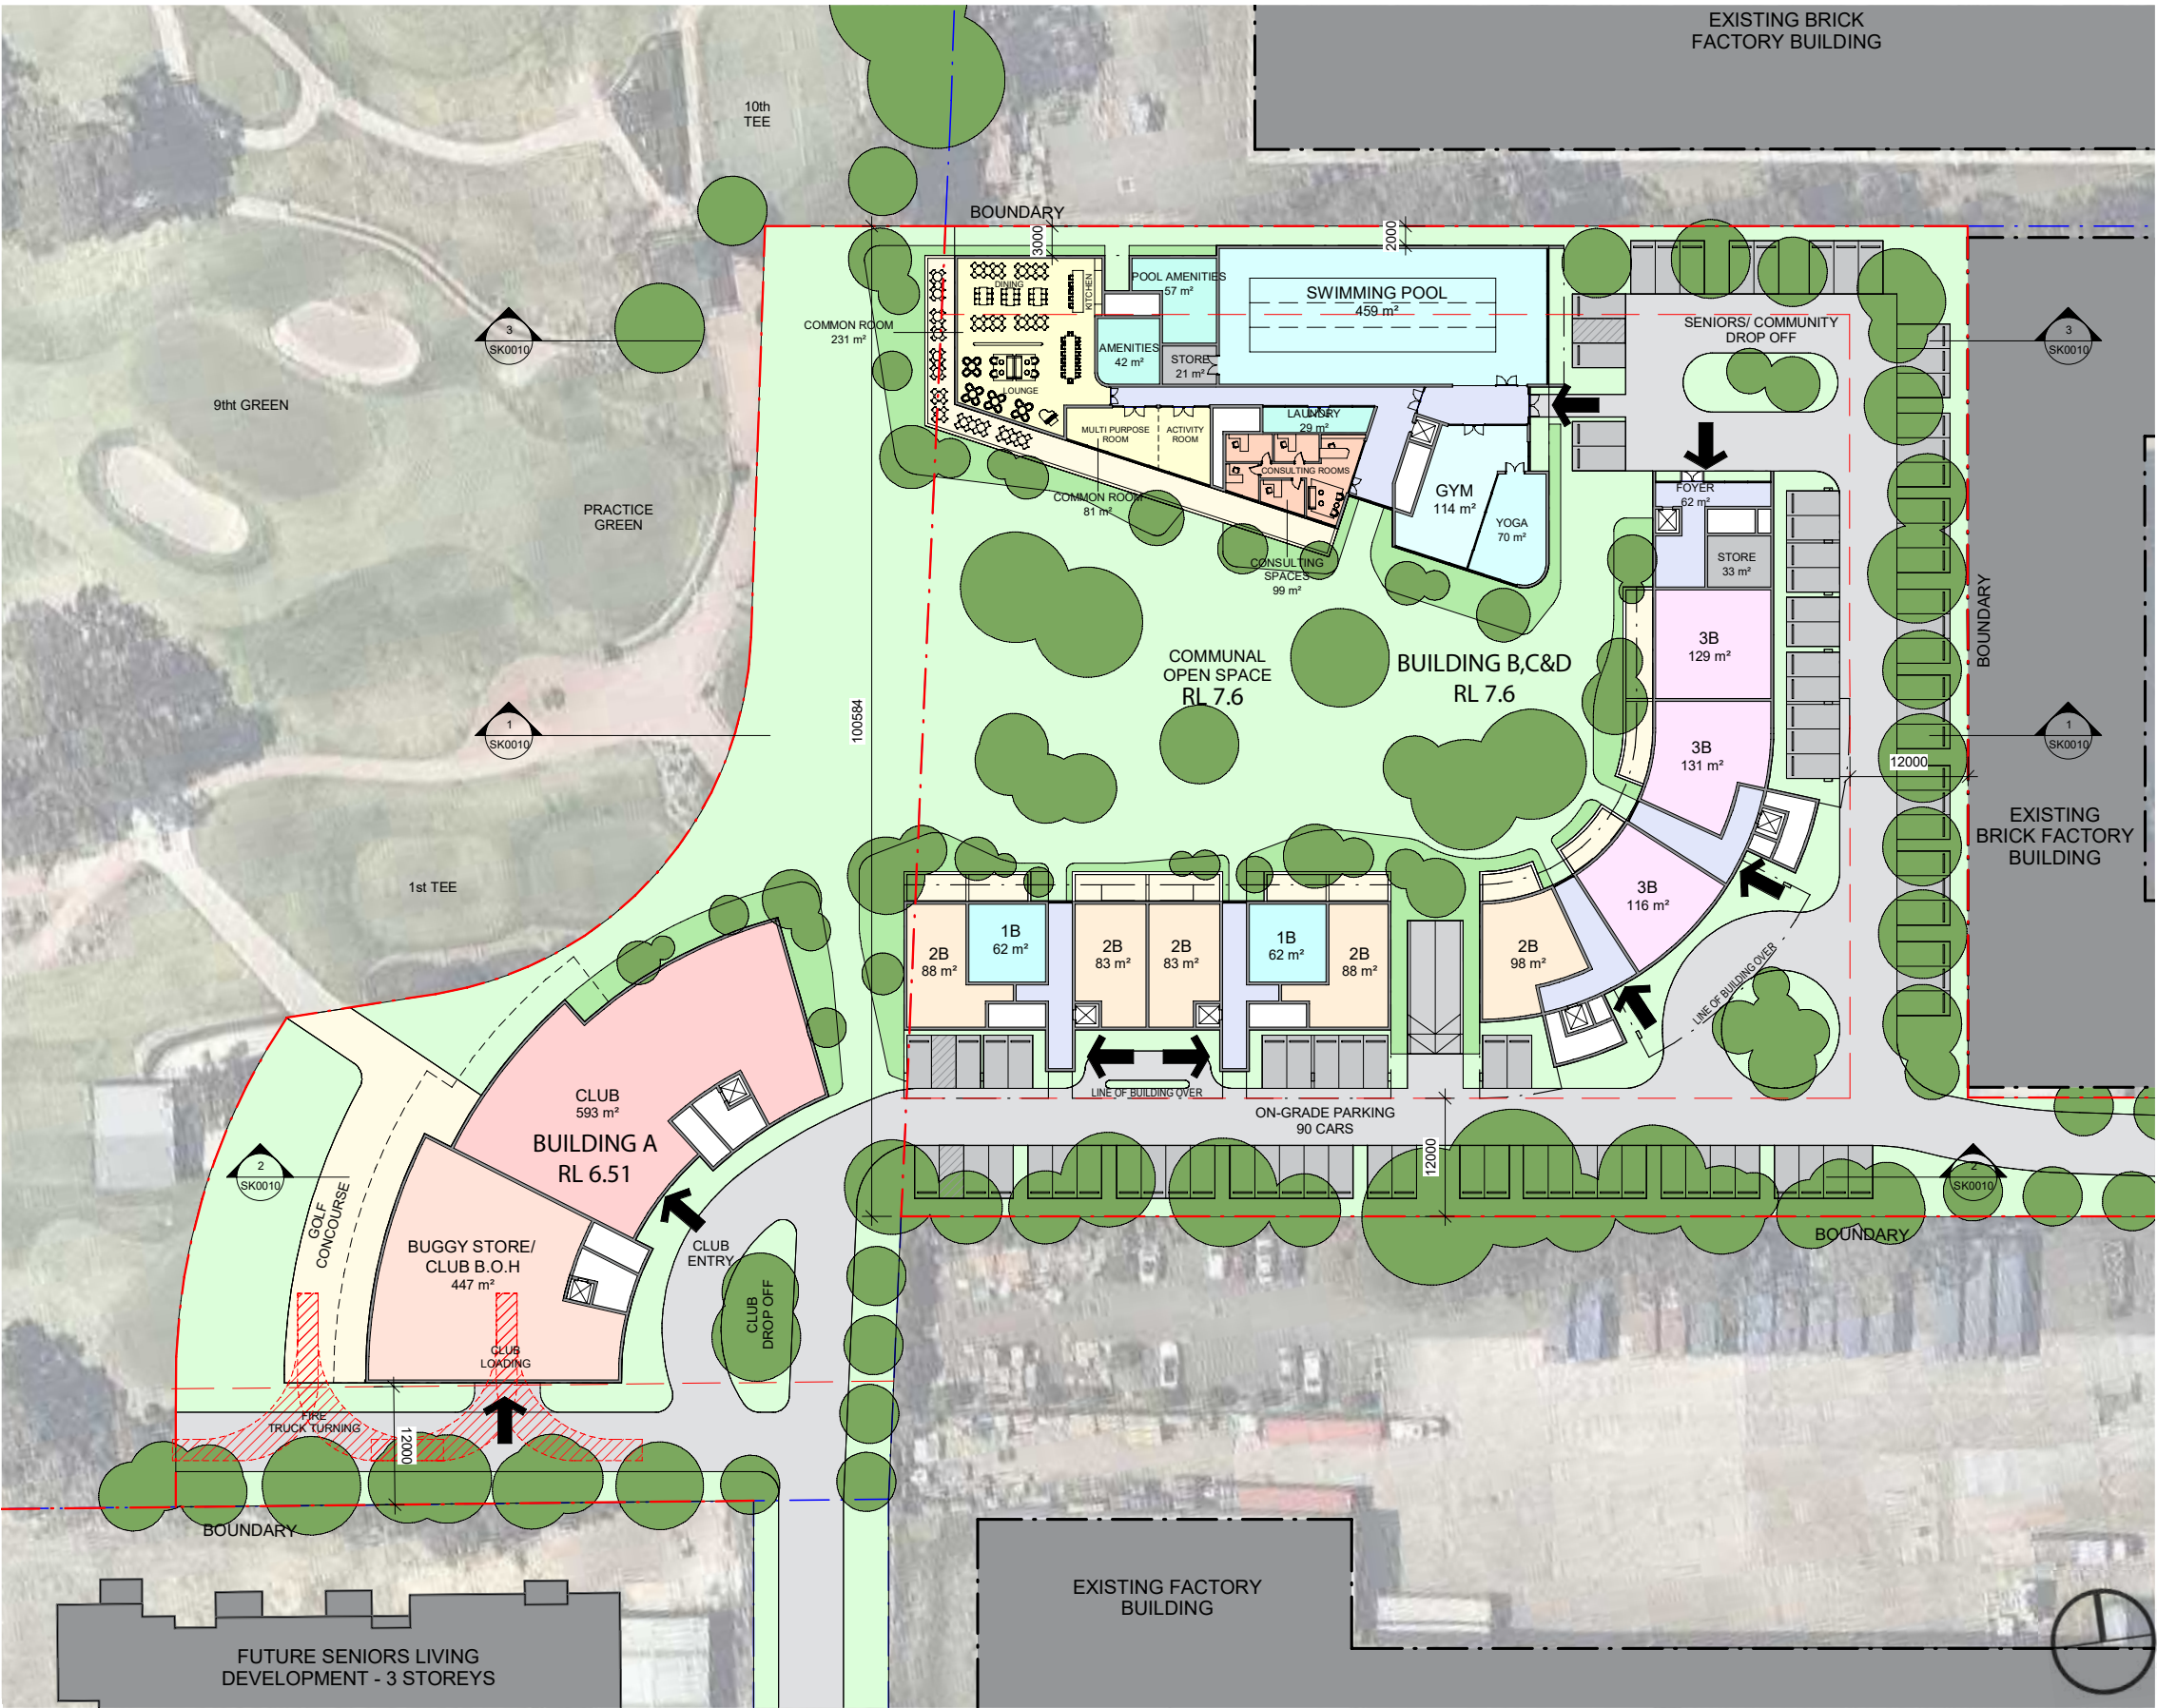 EXISTING BRICK
FACTORY BUILDING
10th
TEE
BOUNDARY
3000
2000
DINING
KITCHEN
POOL AMENITIES
57 m²
SWIMMING POOL
459 m²
SENIORS/ COMMUNITY
DROP OFF
3
SK0010
COMMON ROOM
231 m²
AMENITIES
42 m²
STORE
21 m²
3
SK0010
LOUNGE
9tht GREEN
MULTI PURPOSE
ROOM
ACTIVITY
ROOM
LAUNDRY
29 m²
CONSULTING ROOMS
COMMON ROOM
81 m²
GYM
114 m²
YOGA
70 m²
FOYER
62 m²
PRACTICE
GREEN
STORE
33 m²
CONSULTING
SPACES
99 m²
BOUNDARY
3B
129 m²
COMMUNAL
OPEN SPACE
RL 7.6
BUILDING B,C&D
RL 7.6
100584
1
SK0010
3B
131 m²
1
SK0010
12000
EXISTING
BRICK FACTORY
BUILDING
1st TEE
3B
116 m²
2B
88 m²
1B
62 m²
2B
83 m²
2B
83 m²
1B
62 m²
2B
88 m²
2B
98 m²
LINE OF BUILDING OVER
LINE OF BUILDING OVER
CLUB
593 m²
BUILDING A
RL 6.51
ON-GRADE PARKING
90 CARS
12000
2
SK0010
2
SK0010
GOLF
CONCOURSE
BUGGY STORE/
CLUB B.O.H
447 m²
CLUB
ENTRY
BOUNDARY
CLUB
DROP OFF
CLUB
LOADING
FIRE
TRUCK TURNING
12000
BOUNDARY
EXISTING FACTORY
BUILDING
FUTURE SENIORS LIVING
DEVELOPMENT - 3 STOREYS